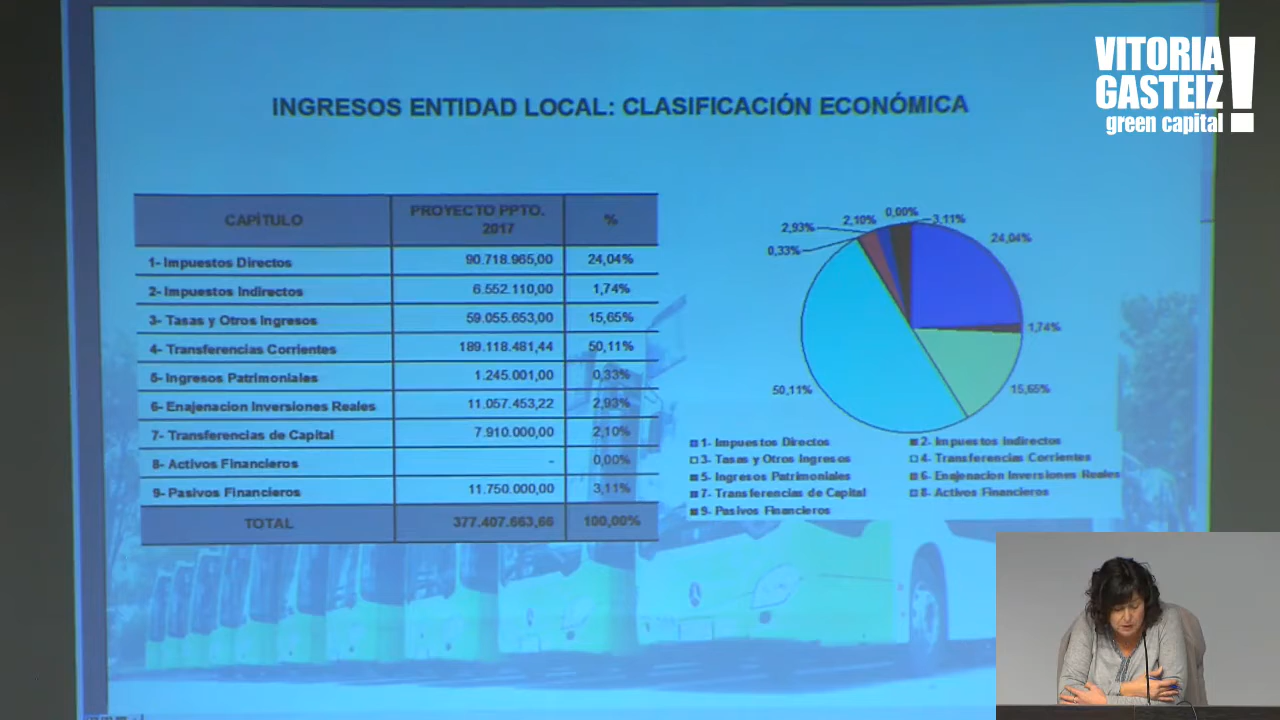 VITORIA
GASTEIZ
green capital
!
INGRESOS ENTIDAD LOCAL: CLASIFICACIÓN ECONÓMICA
CAPÍTULO PROYECTO PPTO. 2017 %
1- Impuestos Directos 90.718.965,00 24,04%
2- Impuestos Indirectos 6.552.110,00 1,74%
3- Tasas y Otros Ingresos 59.055.653,00 15,65%
4- Transferencias Corrientes 189.118.481,44 50,11%
5- Ingresos Patrimoniales 1.245.001,00 0,33%
6- Enajenacion Inversiones Reales 11.057.453,22 2,93%
7- Transferencias de Capital 7.910.000,00 2,10%
8- Activos Financieros - 0,00%
9- Pasivos Financieros 11.750.000,00 3,11%
TOTAL 377.407.663,66 100,00%
0,00%
2,10%
3,11%
2,93%
24,04%
0,33%
1,74%
50,11%
15,65%
1- Impuestos Directos 2- Impuestos Indirectos
3- Tasas y Otros Ingresos 4- Transferencias Corrientes
5- Ingresos Patrimoniales 6- Enajenacion Inversiones Reales
7- Transferencias de Capital 8- Activos Financieros
9- Pasivos Financieros